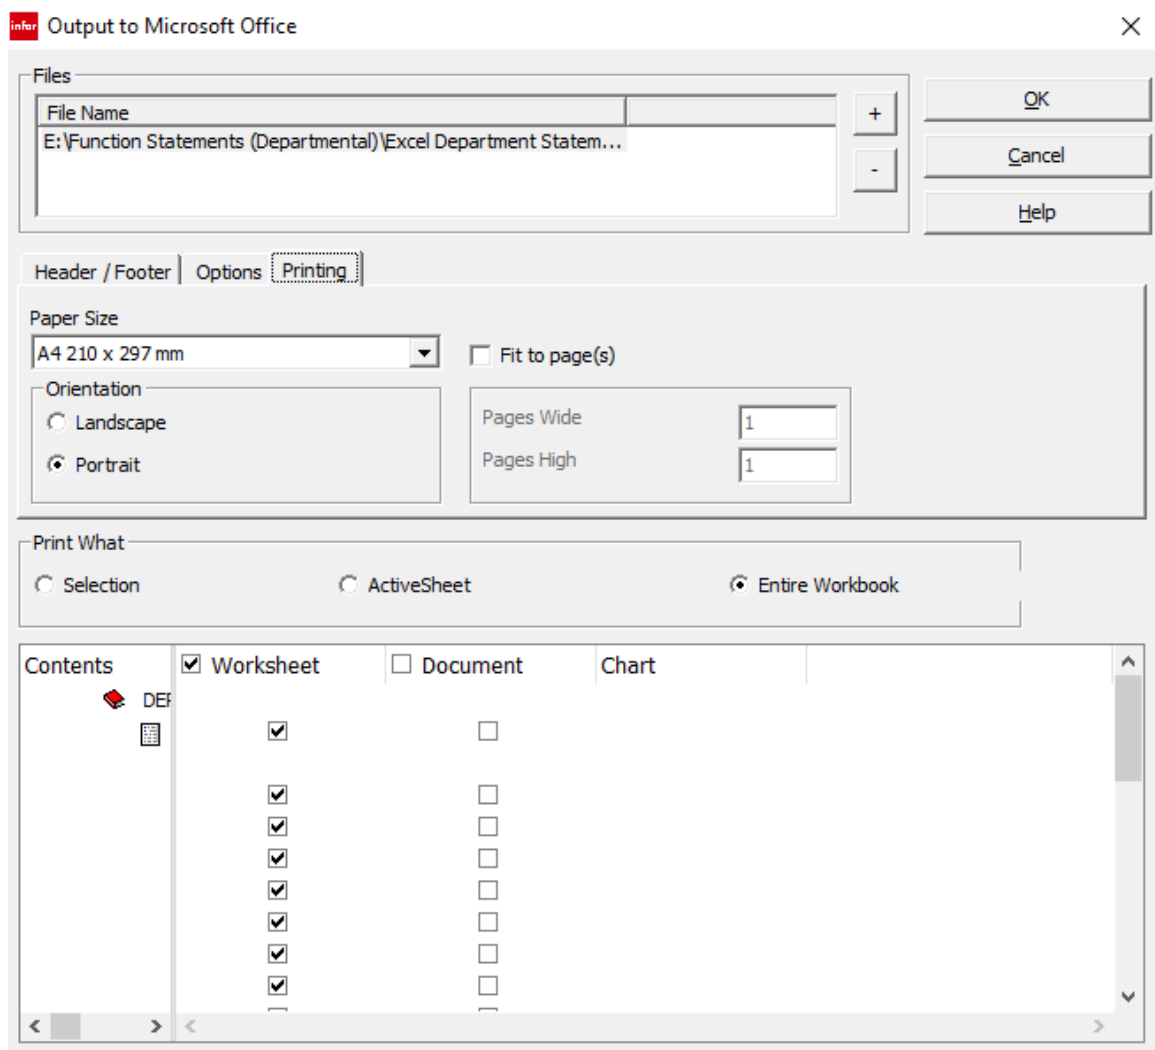 infor Output to Microsoft Office
Files
File Name
E:\Function Statements (Departmental)\Excel Department Statem...
+
-
OK
Cancel
Help
Header / Footer Options Printing
Paper Size
A4 210 x 297 mm
Fit to page(s)
Orientation
Landscape
Portrait
Pages Wide 1
Pages High 1
Print What
Selection ActiveSheet Entire Workbook
Contents Worksheet Document Chart